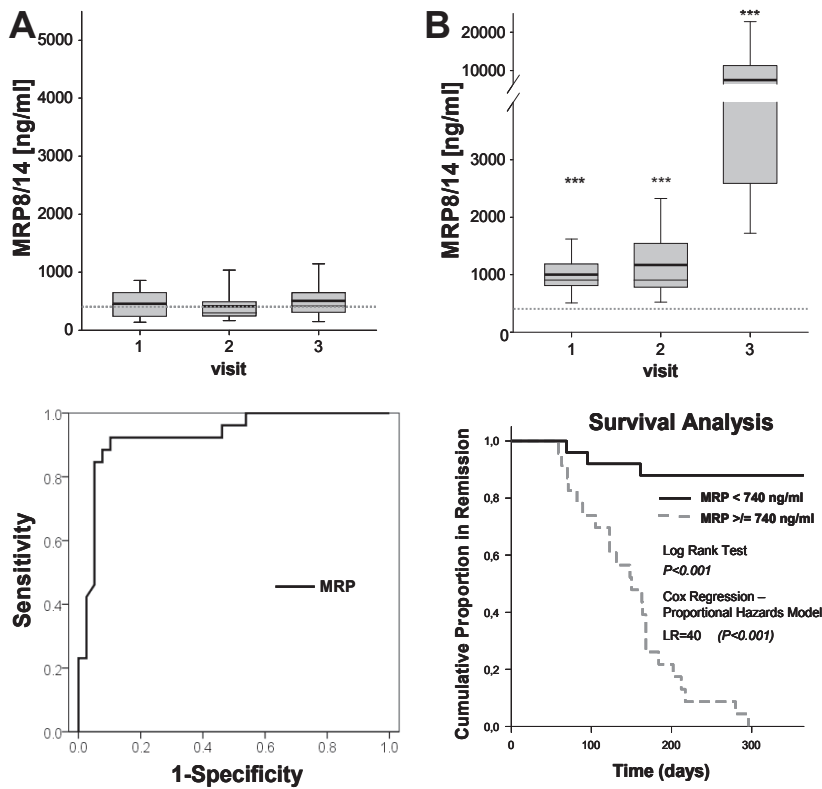 A
MRP8/14 [ng/ml]
5000
4000
3000
2000
1000
0
1 2 3
visit
B
MRP8/14 [ng/ml]
20000
10000
3000
2000
1000
0
***
***
***
1 2 3
visit
Sensitivity
1.0
0.8
0.6
0.4
0.2
0.0
MRP
0.0 0.2 0.4 0.6 0.8 1.0
1-Specificity
Survival Analysis
Cumulative Proportion in Remission
1,0
0,8
0,6
0,4
0,2
0,0
MRP < 740 ng/ml
MRP >/= 740 ng/ml
Log Rank Test
P<0.001
Cox Regression –
Proportional Hazards Model
LR=40 (P<0.001)
0 100 200 300
Time (days)